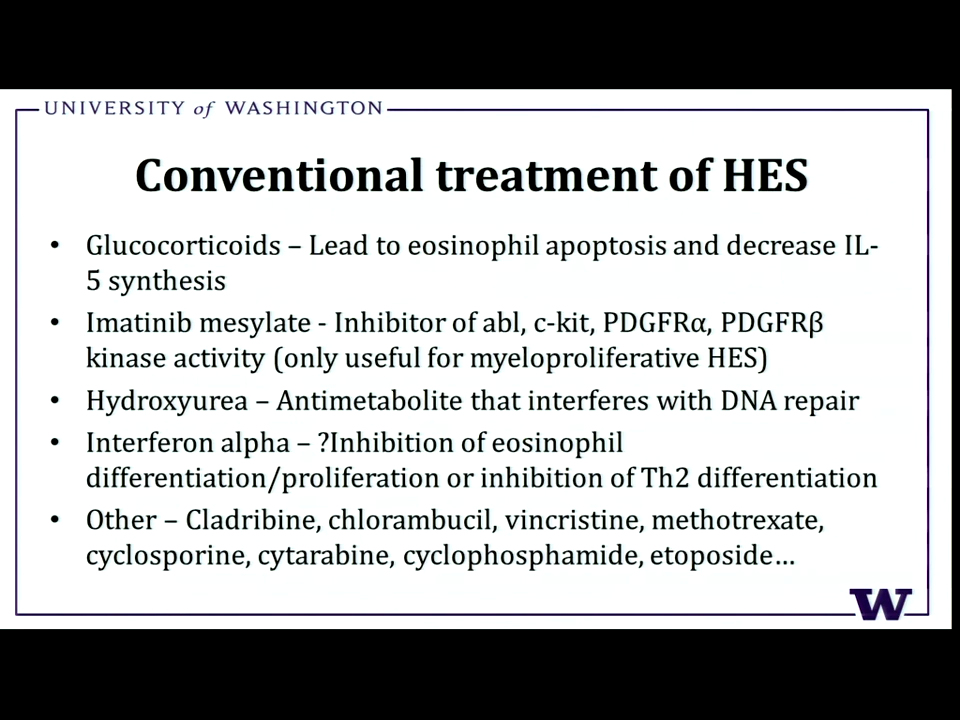 UNIVERSITY of WASHINGTON
Conventional treatment of HES
• Glucocorticoids – Lead to eosinophil apoptosis and decrease IL-
5 synthesis
• Imatinib mesylate - Inhibitor of abl, c-kit, PDGFRα, PDGFRβ
kinase activity (only useful for myeloproliferative HES)
• Hydroxyurea – Antimetabolite that interferes with DNA repair
• Interferon alpha – ?Inhibition of eosinophil
differentiation/proliferation or inhibition of Th2 differentiation
• Other – Cladribine, chlorambucil, vincristine, methotrexate,
cyclosporine, cytarabine, cyclophosphamide, etoposide…
W